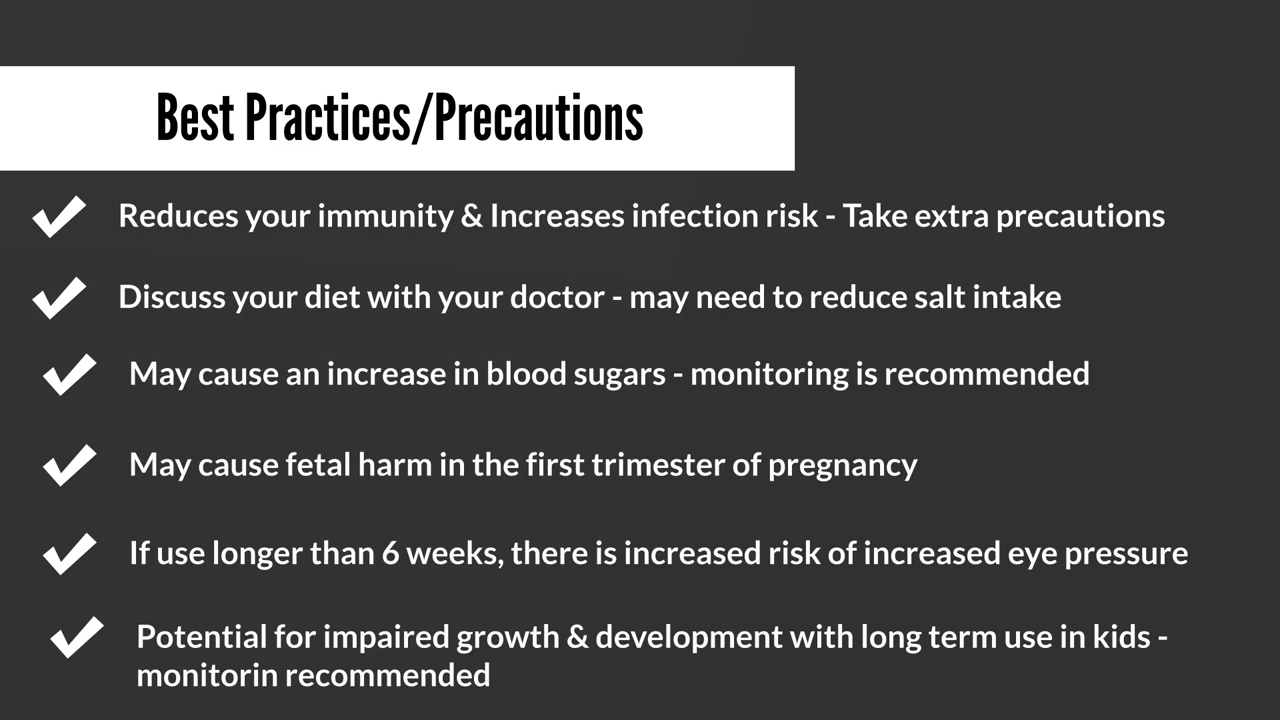 Best Practices/Precautions
Reduces your immunity & Increases infection risk - Take extra precautions
Discuss your diet with your doctor - may need to reduce salt intake
May cause an increase in blood sugars - monitoring is recommended
May cause fetal harm in the first trimester of pregnancy
If use longer than 6 weeks, there is increased risk of increased eye pressure
Potential for impaired growth & development with long term use in kids -
monitorin recommended